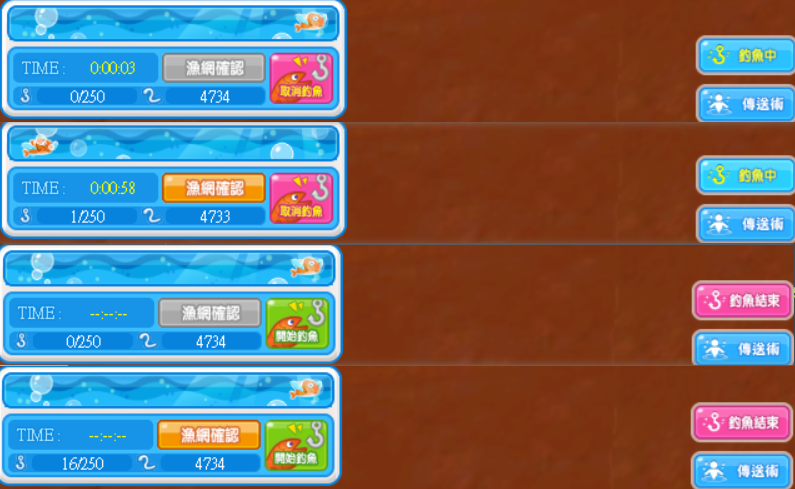 TIME : 0:00:03 漁網確認 釣魚中
0/250 4734 取消釣魚 傳送術
TIME : 0:00:58 漁網確認 釣魚中
1/250 4733 取消釣魚 傳送術
TIME : --:--:-- 漁網確認 釣魚結束
0/250 4734 開始釣魚 傳送術
TIME : --:--:-- 漁網確認 釣魚結束
16/250 4734 開始釣魚 傳送術